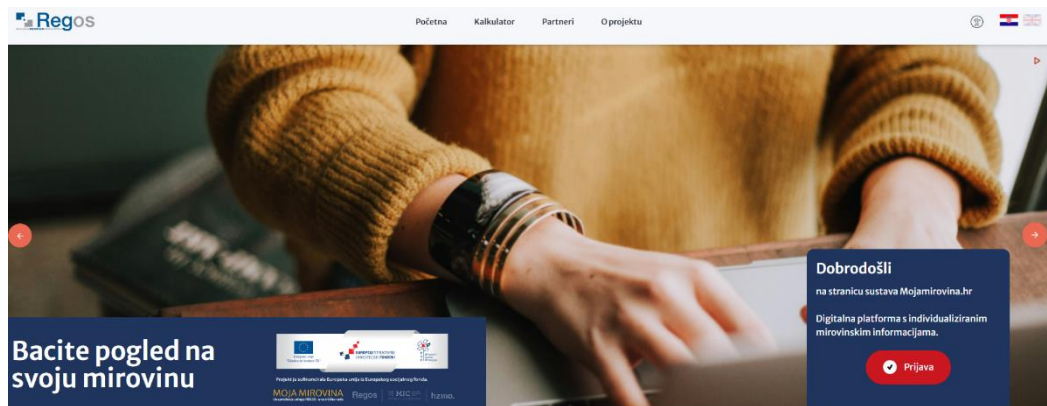 Regos
Početna Kalkulator Partneri O projektu
Dobrodošli
na stranicu sustava Mojamirovina.hr
Digitalna platforma s individualiziranim
mirovinskim informacijama.
Prijava
Bacite pogled na
svoju mirovinu
Projekt je sufinancirala Europska unija iz Europskog socijalnog fonda.
MOJA MIROVINA Regos hzmo.